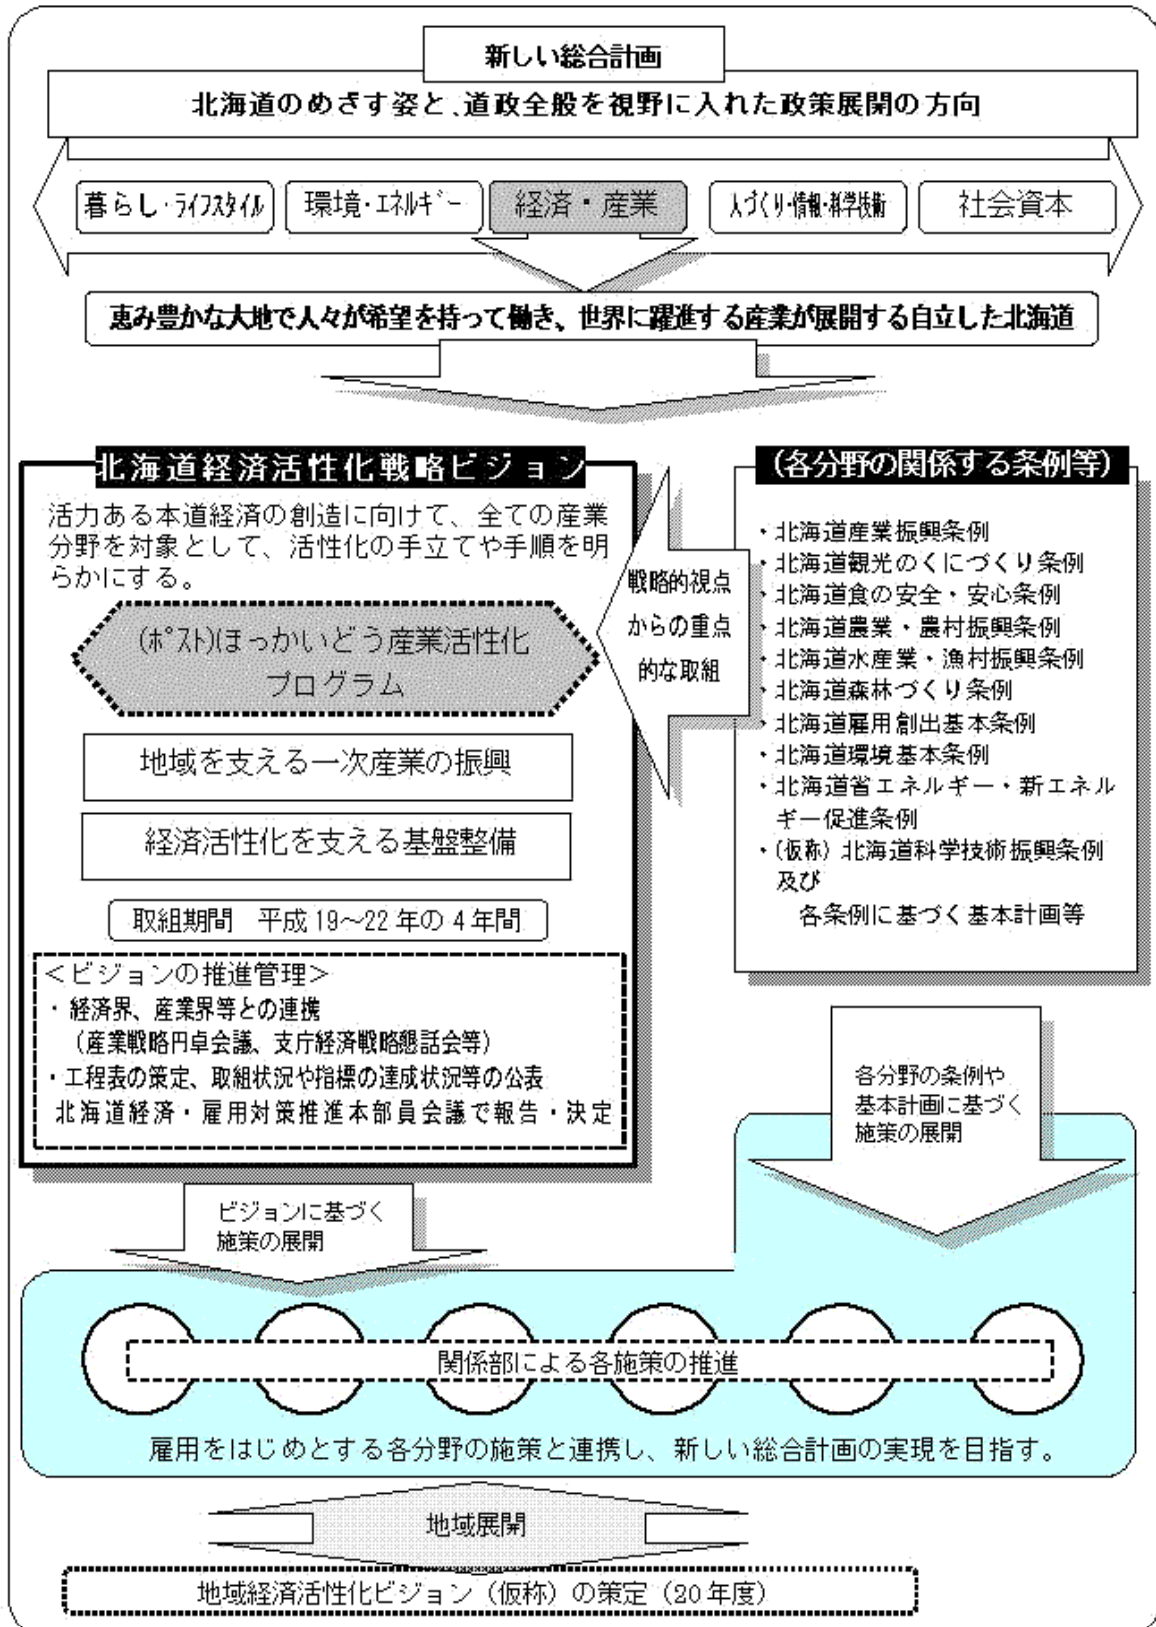 新しい総合計画
北海道のめざす姿と、道政全般を視野に入れた政策展開の方向
暮らし・ライフスタイル
環境・エネルギー
経済・産業
人づくり・情報・科学技術
社会資本
恵み豊かな大地で人々が希望を持って働き、世界に躍進する産業が展開する自立した北海道
北海道経済活性化戦略ビジョン
活力ある本道経済の創造に向けて、全ての産業
分野を対象として、活性化の手立てや手順を明
らかにする。
(ポスト)ほっかいどう産業活性化
プログラム
地域を支える一次産業の振興
経済活性化を支える基盤整備
取組期間　平成19～22年の4年間
＜ビジョンの推進管理＞
・経済界、産業界等との連携
（産業戦略円卓会議、支庁経済戦略懇話会等）
・工程表の策定、取組状況や指標の達成状況等の公表
北海道経済・雇用対策推進本部員会議で報告・決定
戦略的視点
からの重点
的な取組
（各分野の関係する条例等）
・北海道産業振興条例
・北海道観光のくにづくり条例
・北海道食の安全・安心条例
・北海道農業・農村振興条例
・北海道水産業・漁村振興条例
・北海道森林づくり条例
・北海道雇用創出基本条例
・北海道環境基本条例
・北海道省エネルギー・新エネル
ギー促進条例
・(仮称) 北海道科学技術振興条例
及び
各条例に基づく基本計画等
各分野の条例や
基本計画に基づく
施策の展開
ビジョンに基づく
施策の展開
関係部による各施策の推進
雇用をはじめとする各分野の施策と連携し、新しい総合計画の実現を目指す。
地域展開
地域経済活性化ビジョン（仮称）の策定（20年度）